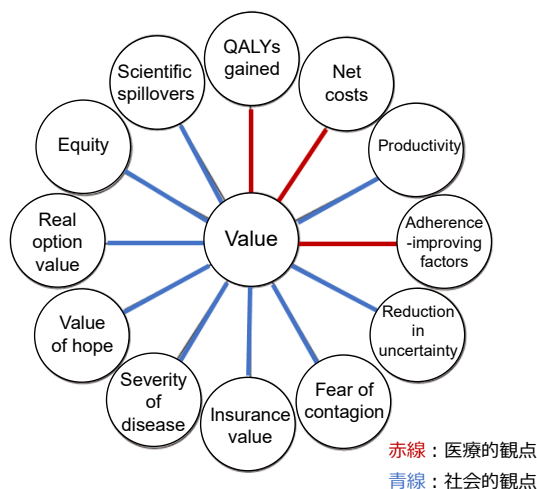 QALYs
gained
Net
costs
Productivity
Adherence
-improving
factors
Reduction
in
uncertainty
Fear of
contagion
Insurance
value
Severity
of
disease
Value
of hope
Real
option
value
Equity
Scientific
spillovers
Value
赤線：医療的観点
青線：社会的観点